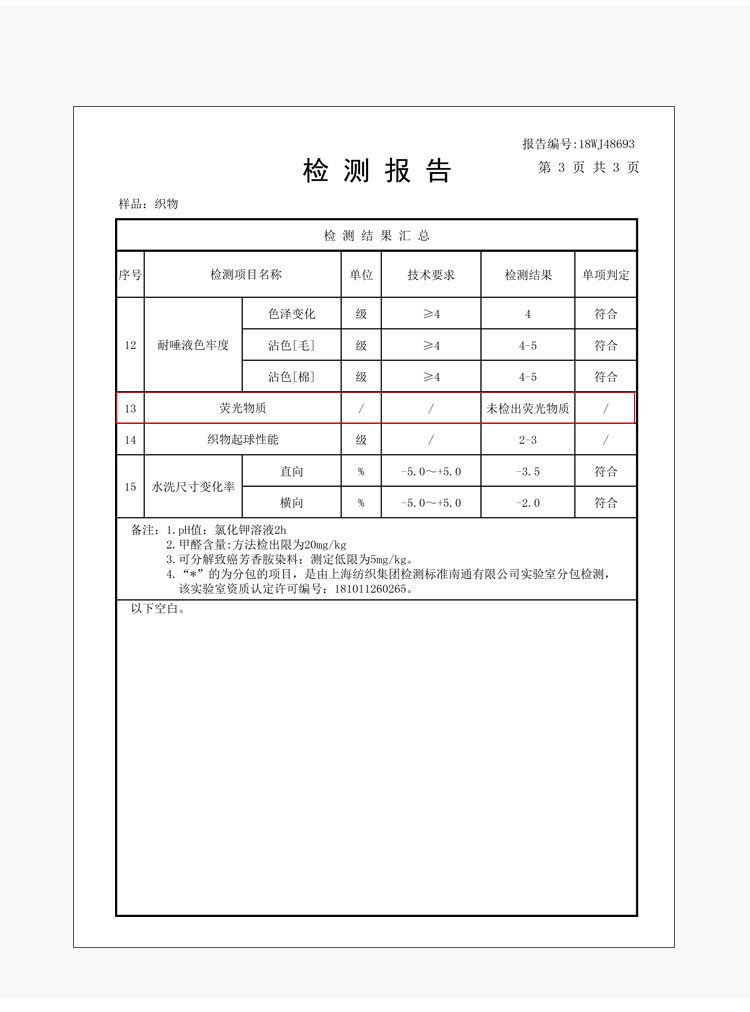 报告编号:18WJ48693
检测报告
第 3 页 共 3 页
样品：织物
检测结果汇总
序号 检测项目名称 单位 技术要求 检测结果 单项判定
12 耐唾液色牢度 色泽变化 级 ≥4 4 符合
沾色[毛] 级 ≥4 4-5 符合
沾色[棉] 级 ≥4 4-5 符合
13 荧光物质 / / 未检出荧光物质 /
14 织物起球性能 级 / 2-3 /
15 水洗尺寸变化率 直向 % -5.0～+5.0 -3.5 符合
横向 % -5.0～+5.0 -2.0 符合
备注：1.pH值：氯化钾溶液2h
2.甲醛含量:方法检出限为20mg/kg
3.可分解致癌芳香胺染料：测定低限为5mg/kg。
4.“*”的为分包的项目，是由上海纺织集团检测标准南通有限公司实验室分包检测，
该实验室资质认定许可编号：181011260265。
以下空白。